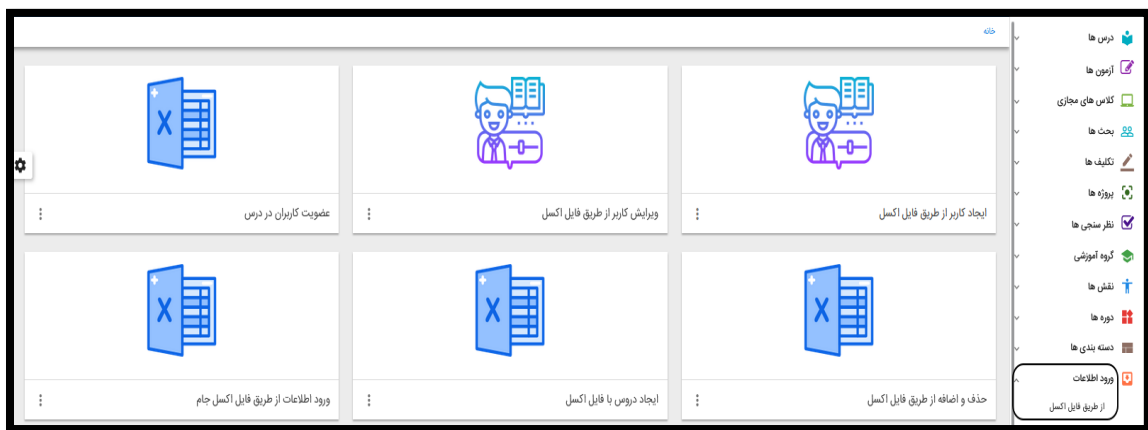 خانه
درس ها
آزمون ها
کلاس های مجازی
بحث ها
تکلیف ها
پروژه ها
نظر سنجی ها
گروه آموزشی
نقش ها
دوره ها
دسته بندی ها
ورود اطلاعات
از طریق فایل اکسل
ایجاد کاربر از طریق فایل اکسل
ویرایش کاربر از طریق فایل اکسل
عضویت کاربران در درس
حذف و اضافه از طریق فایل اکسل
ایجاد دروس با فایل اکسل
ورود اطلاعات از طریق فایل اکسل جام